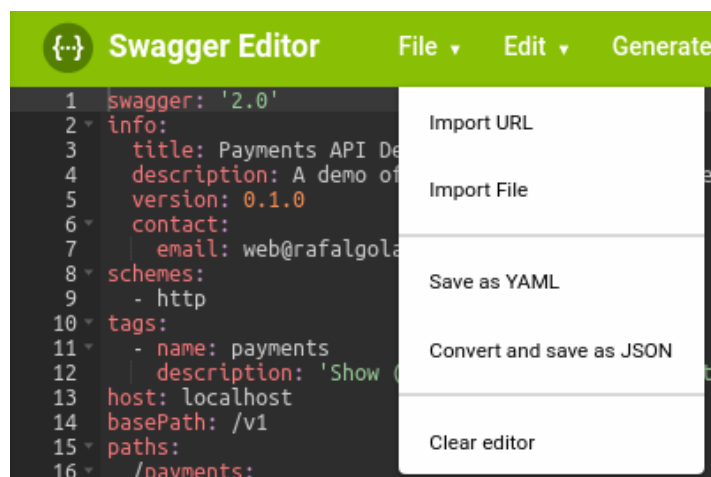 {...} Swagger Editor File ▾ Edit ▾ Generate
1 swagger: '2.0'
2 info:
3 title: Payments API De
4 description: A demo of
5 version: 0.1.0
6 contact:
7 email: web@rafalgola
8 schemes:
9 - http
10 tags:
11 - name: payments
12 description: 'Show (
13 host: localhost
14 basePath: /v1
15 paths:
16 /payments:
Import URL
Import File
Save as YAML
Convert and save as JSON
Clear editor